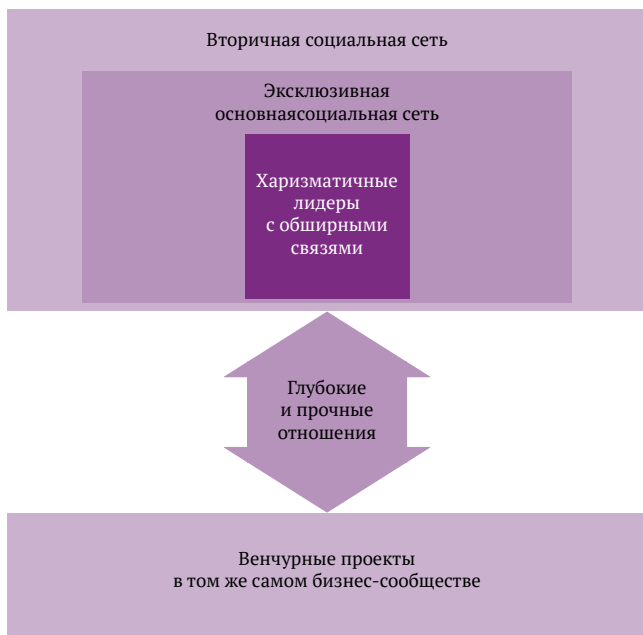 Вторичная социальная сеть
Эксклюзивная
основнаясоциальная сеть
Харизматичные
лидеры
с обширными
связями
Глубокие
и прочные
отношения
Венчурные проекты
в том же самом бизнес-сообществе